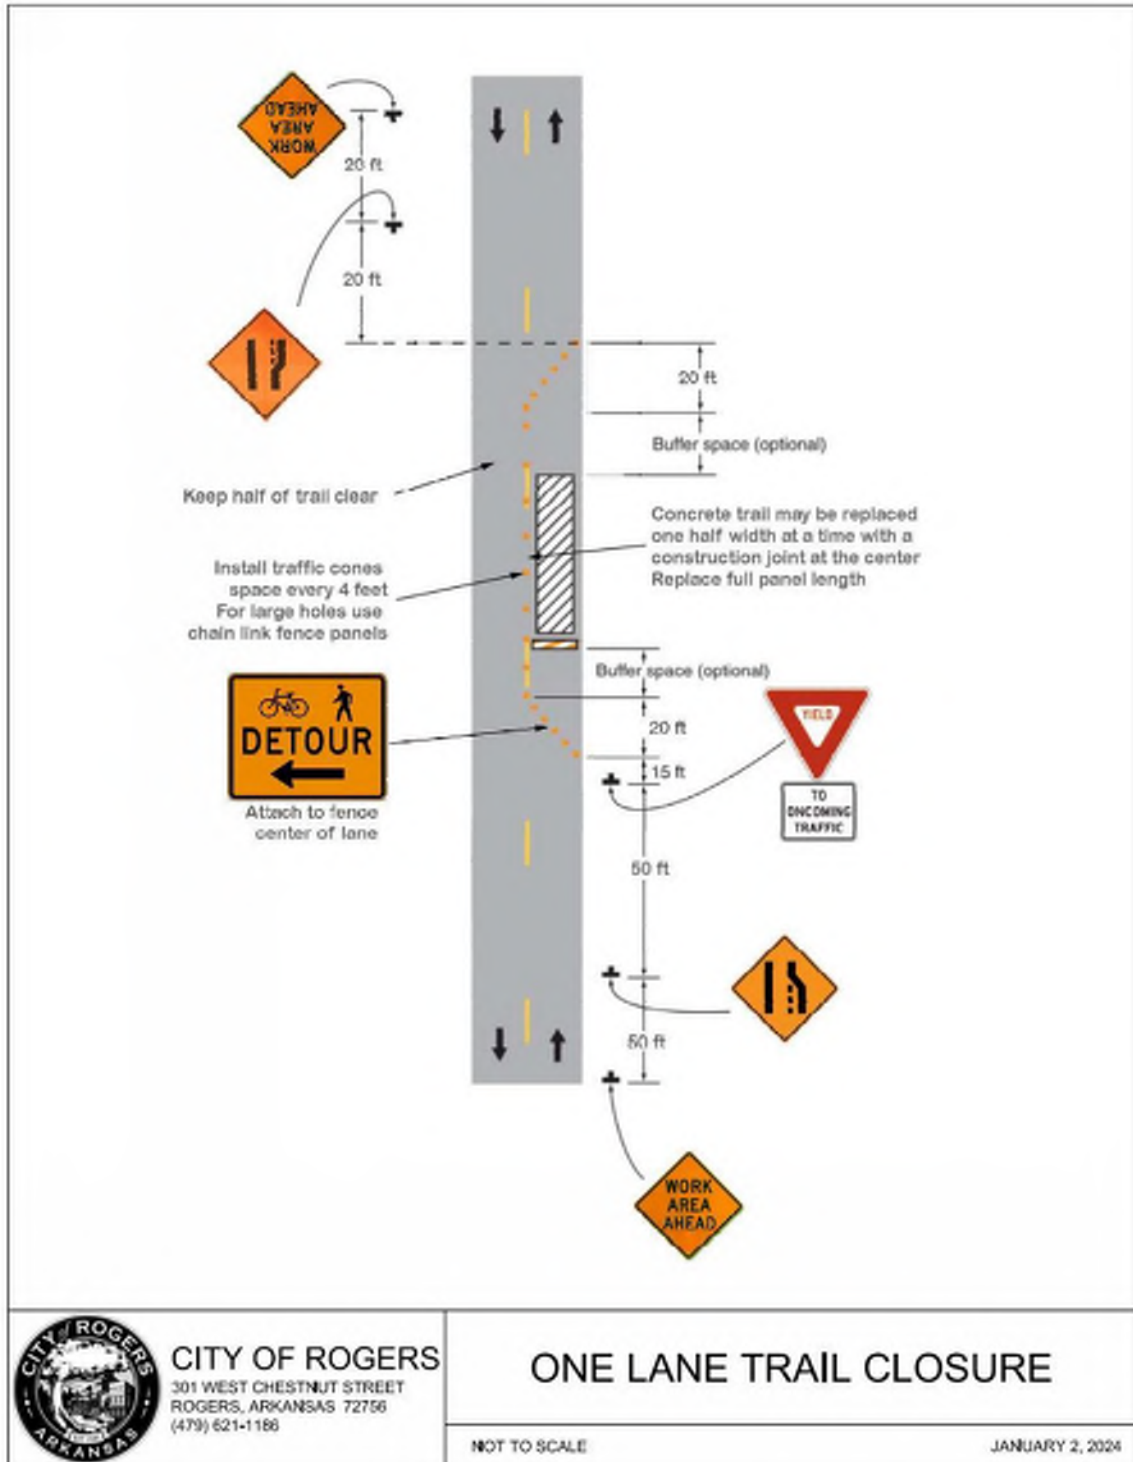 WORK
AREA
AHEAD
20 ft
20 ft
20 ft
Buffer space (optional)
Keep half of trail clear
Concrete trail may be replaced
one half width at a time with a
construction joint at the center
Replace full panel length
Install traffic cones
space every 4 feet
For large holes use
chain link fence panels
Buffer space (optional)
DETOUR
Attach to fence
center of lane
20 ft
15 ft
YIELD
TO
ONCOMING
TRAFFIC
50 ft
50 ft
WORK
AREA
AHEAD
CITY of ROGERS
ARKANSAS
CITY OF ROGERS
301 WEST CHESTNUT STREET
ROGERS, ARKANSAS 72756
(479) 621-1186
ONE LANE TRAIL CLOSURE
NOT TO SCALE
JANUARY 2, 2024